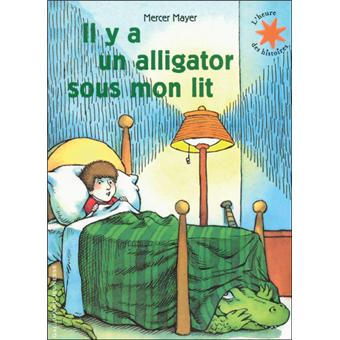 Mercer Mayer
Il y a
un alligator
sous mon lit
L'heure
des histoires